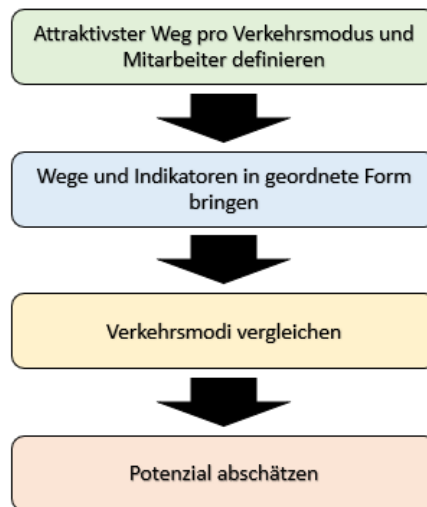 Attraktivster Weg pro Verkehrsmodus und
Mitarbeiter definieren
Wege und Indikatoren in geordnete Form
bringen
Verkehrsmodi vergleichen
Potenzial abschätzen